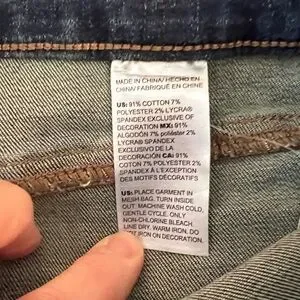 MADE IN CHINA/HECHO EN
CHINA/FABRIQUÉ EN CHINE
US: 91% COTTON 7%
POLYESTER 2% LYCRA®
SPANDEX EXCLUSIVE OF
DECORATION MX: 91%
ALGODÓN 7% poliéster 2%
LYCRA® SPANDEX
EXCLUSIVO DE LA
DECORACIÓN CA: 91%
COTON 7% POLYESTER 2%
SPANDEX À L'EXCEPTION
DES MOTIFS DÉCORATIFS
US: PLACE GARMENT IN
MESH BAG. TURN INSIDE
OUT. MACHINE WASH COLD,
GENTLE CYCLE. ONLY
NON-CHLORINE BLEACH.
LINE DRY. WARM IRON. DO
NOT IRON ON DECORATION.